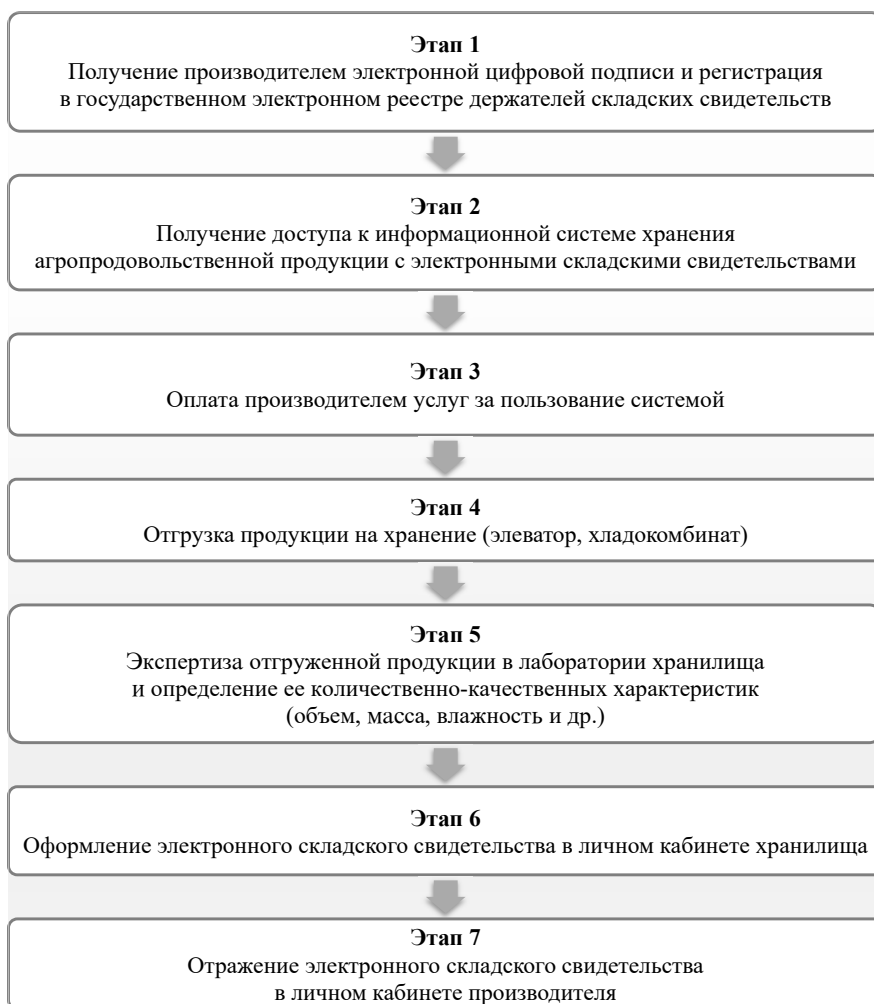 Этап 1
Получение производителем электронной цифровой подписи и регистрация
в государственном электронном реестре держателей складских свидетельств
Этап 2
Получение доступа к информационной системе хранения
агропродовольственной продукции с электронными складскими свидетельствами
Этап 3
Оплата производителем услуг за пользование системой
Этап 4
Отгрузка продукции на хранение (элеватор, хладокомбинат)
Этап 5
Экспертиза отгруженной продукции в лаборатории хранилища
и определение ее количественно-качественных характеристик
(объем, масса, влажность и др.)
Этап 6
Оформление электронного складского свидетельства в личном кабинете хранилища
Этап 7
Отражение электронного складского свидетельства
в личном кабинете производителя